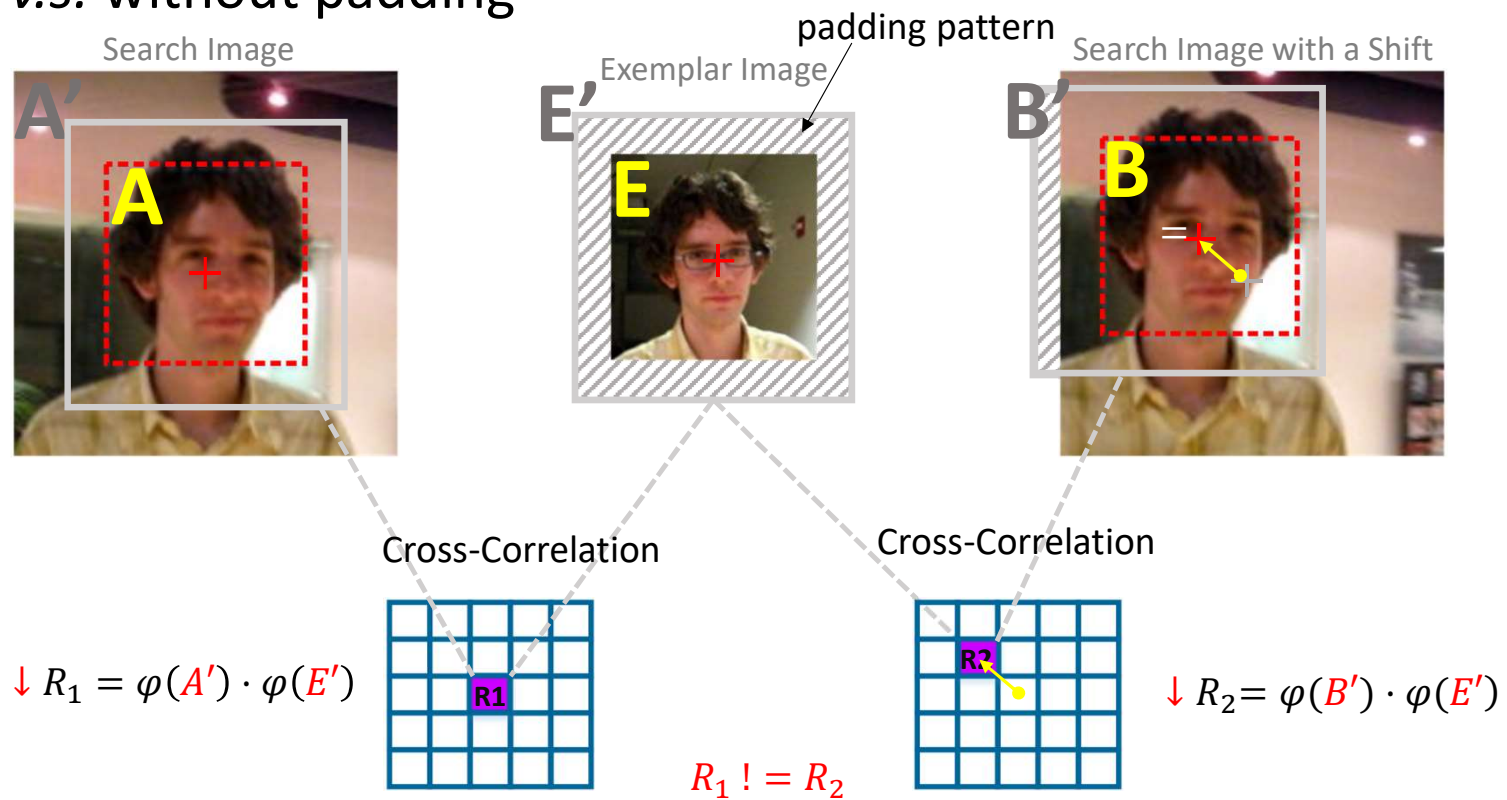 v.s. without padding
padding pattern
Search Image
Exemplar Image
Search Image with a Shift
A'
E'
B'
A
E
B
=
Cross-Correlation
Cross-Correlation
R1
R2
↓ R₁ = φ(A′) · φ(E′)
↓ R₂= φ(B′) · φ(E′)
R₁ ! = R₂